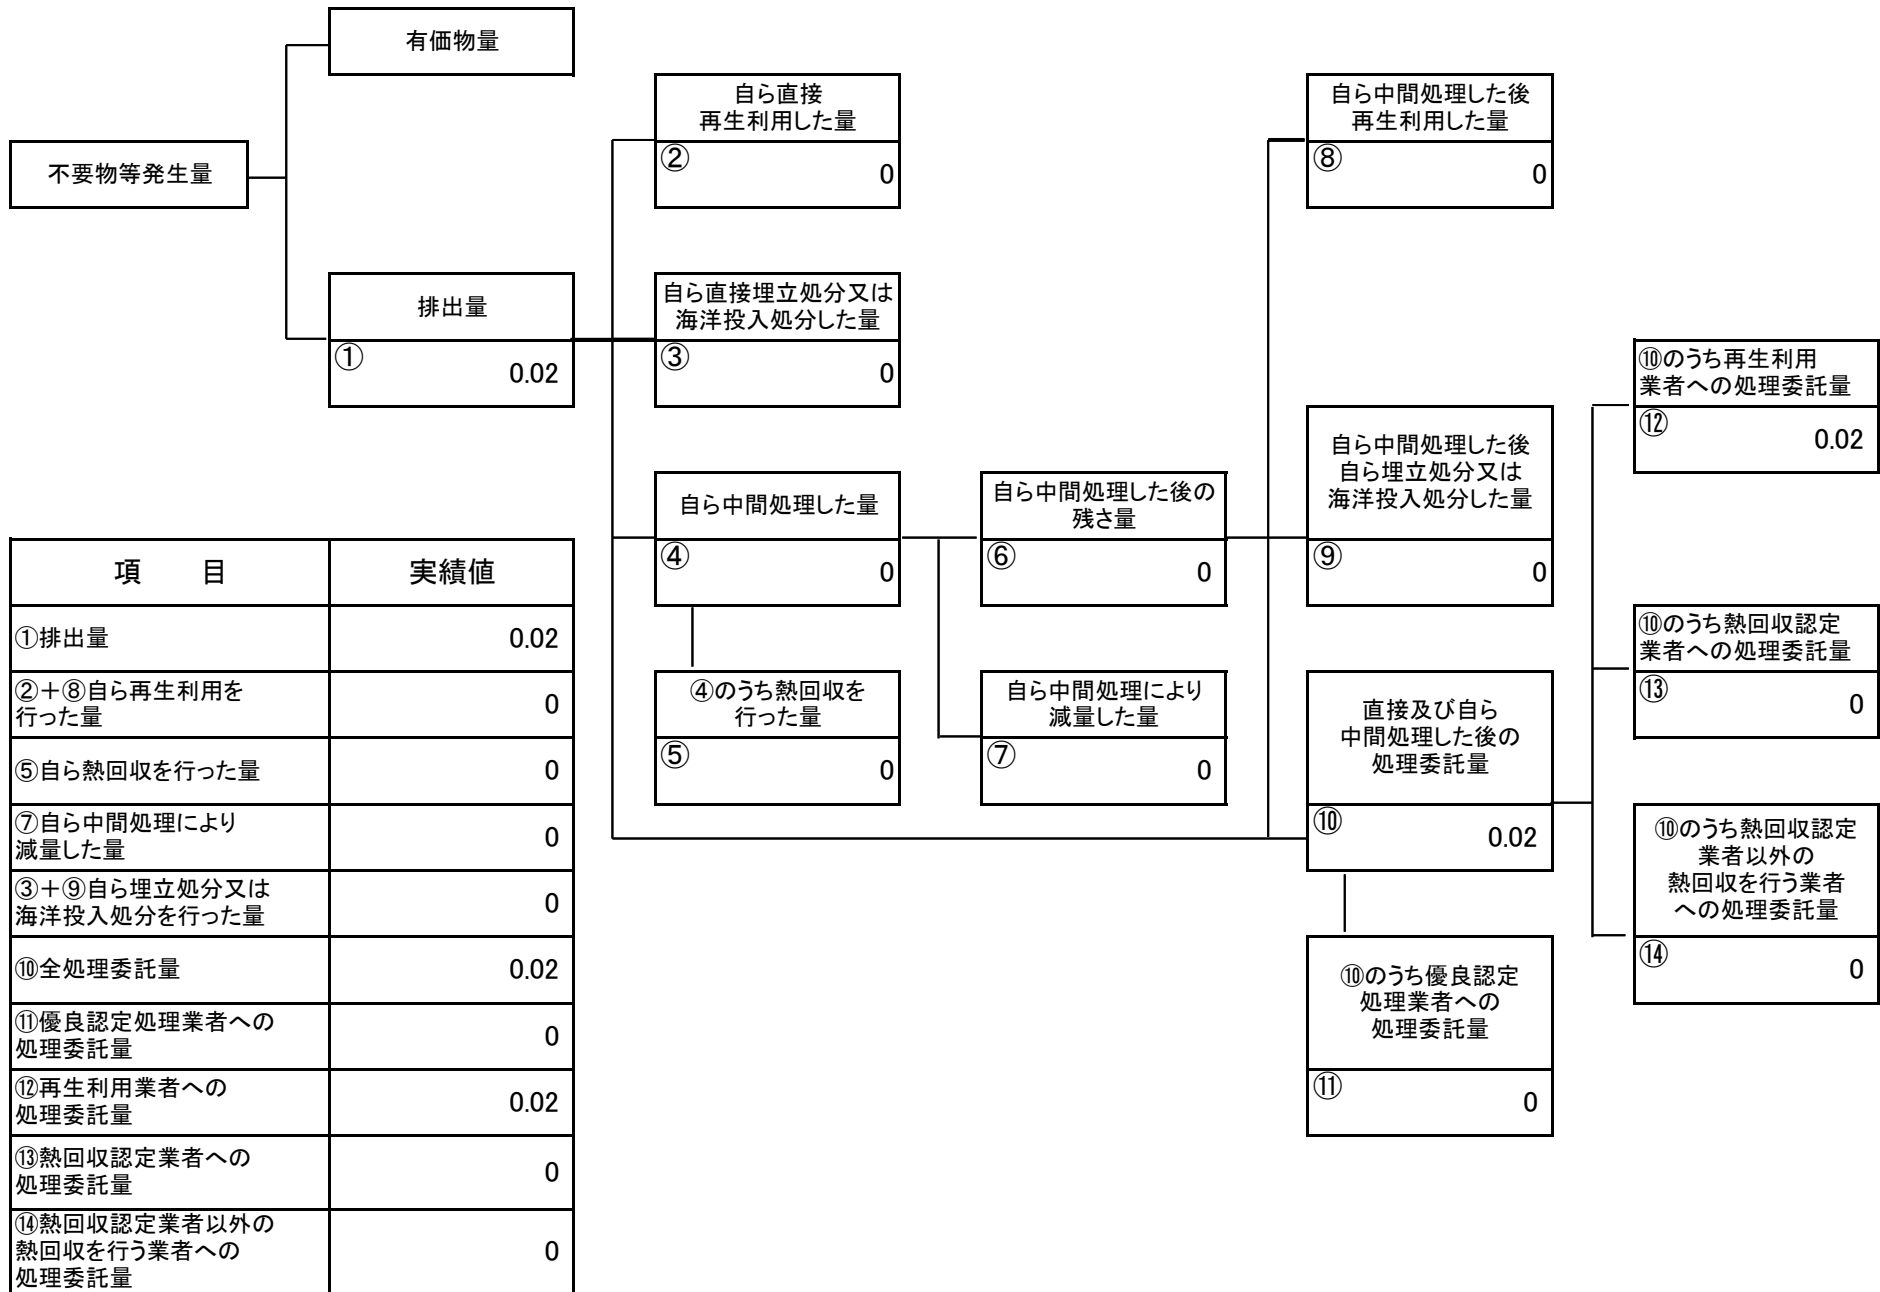 有価物量
不要物等発生量
排出量
①
0.02
自ら直接
再生利用した量
②
0
自ら直接埋立処分又は
海洋投入処分した量
③
0
自ら中間処理した量
④
0
④のうち熱回収を
行った量
⑤
0
自ら中間処理した後の
残さ量
⑥
0
自ら中間処理により
減量した量
⑦
0
自ら中間処理した後
再生利用した量
⑧
0
自ら中間処理した後
自ら埋立処分又は
海洋投入処分した量
⑨
0
直接及び自ら
中間処理した後の
処理委託量
⑩
0.02
⑩のうち優良認定
処理業者への
処理委託量
⑪
0
⑩のうち再生利用
業者への処理委託量
⑫
0.02
⑩のうち熱回収認定
業者への処理委託量
⑬
0
⑩のうち熱回収認定
業者以外の
熱回収を行う業者
への処理委託量
⑭
0
項　目 実績値
①排出量 0.02
②＋⑧自ら再生利用を
行った量 0
⑤自ら熱回収を行った量 0
⑦自ら中間処理により
減量した量 0
③＋⑨自ら埋立処分又は
海洋投入処分を行った量 0
⑩全処理委託量 0.02
⑪優良認定処理業者への
処理委託量 0
⑫再生利用業者への
処理委託量 0.02
⑬熱回収認定業者への
処理委託量 0
⑭熱回収認定業者以外の
熱回収を行う業者への 0
処理委託量